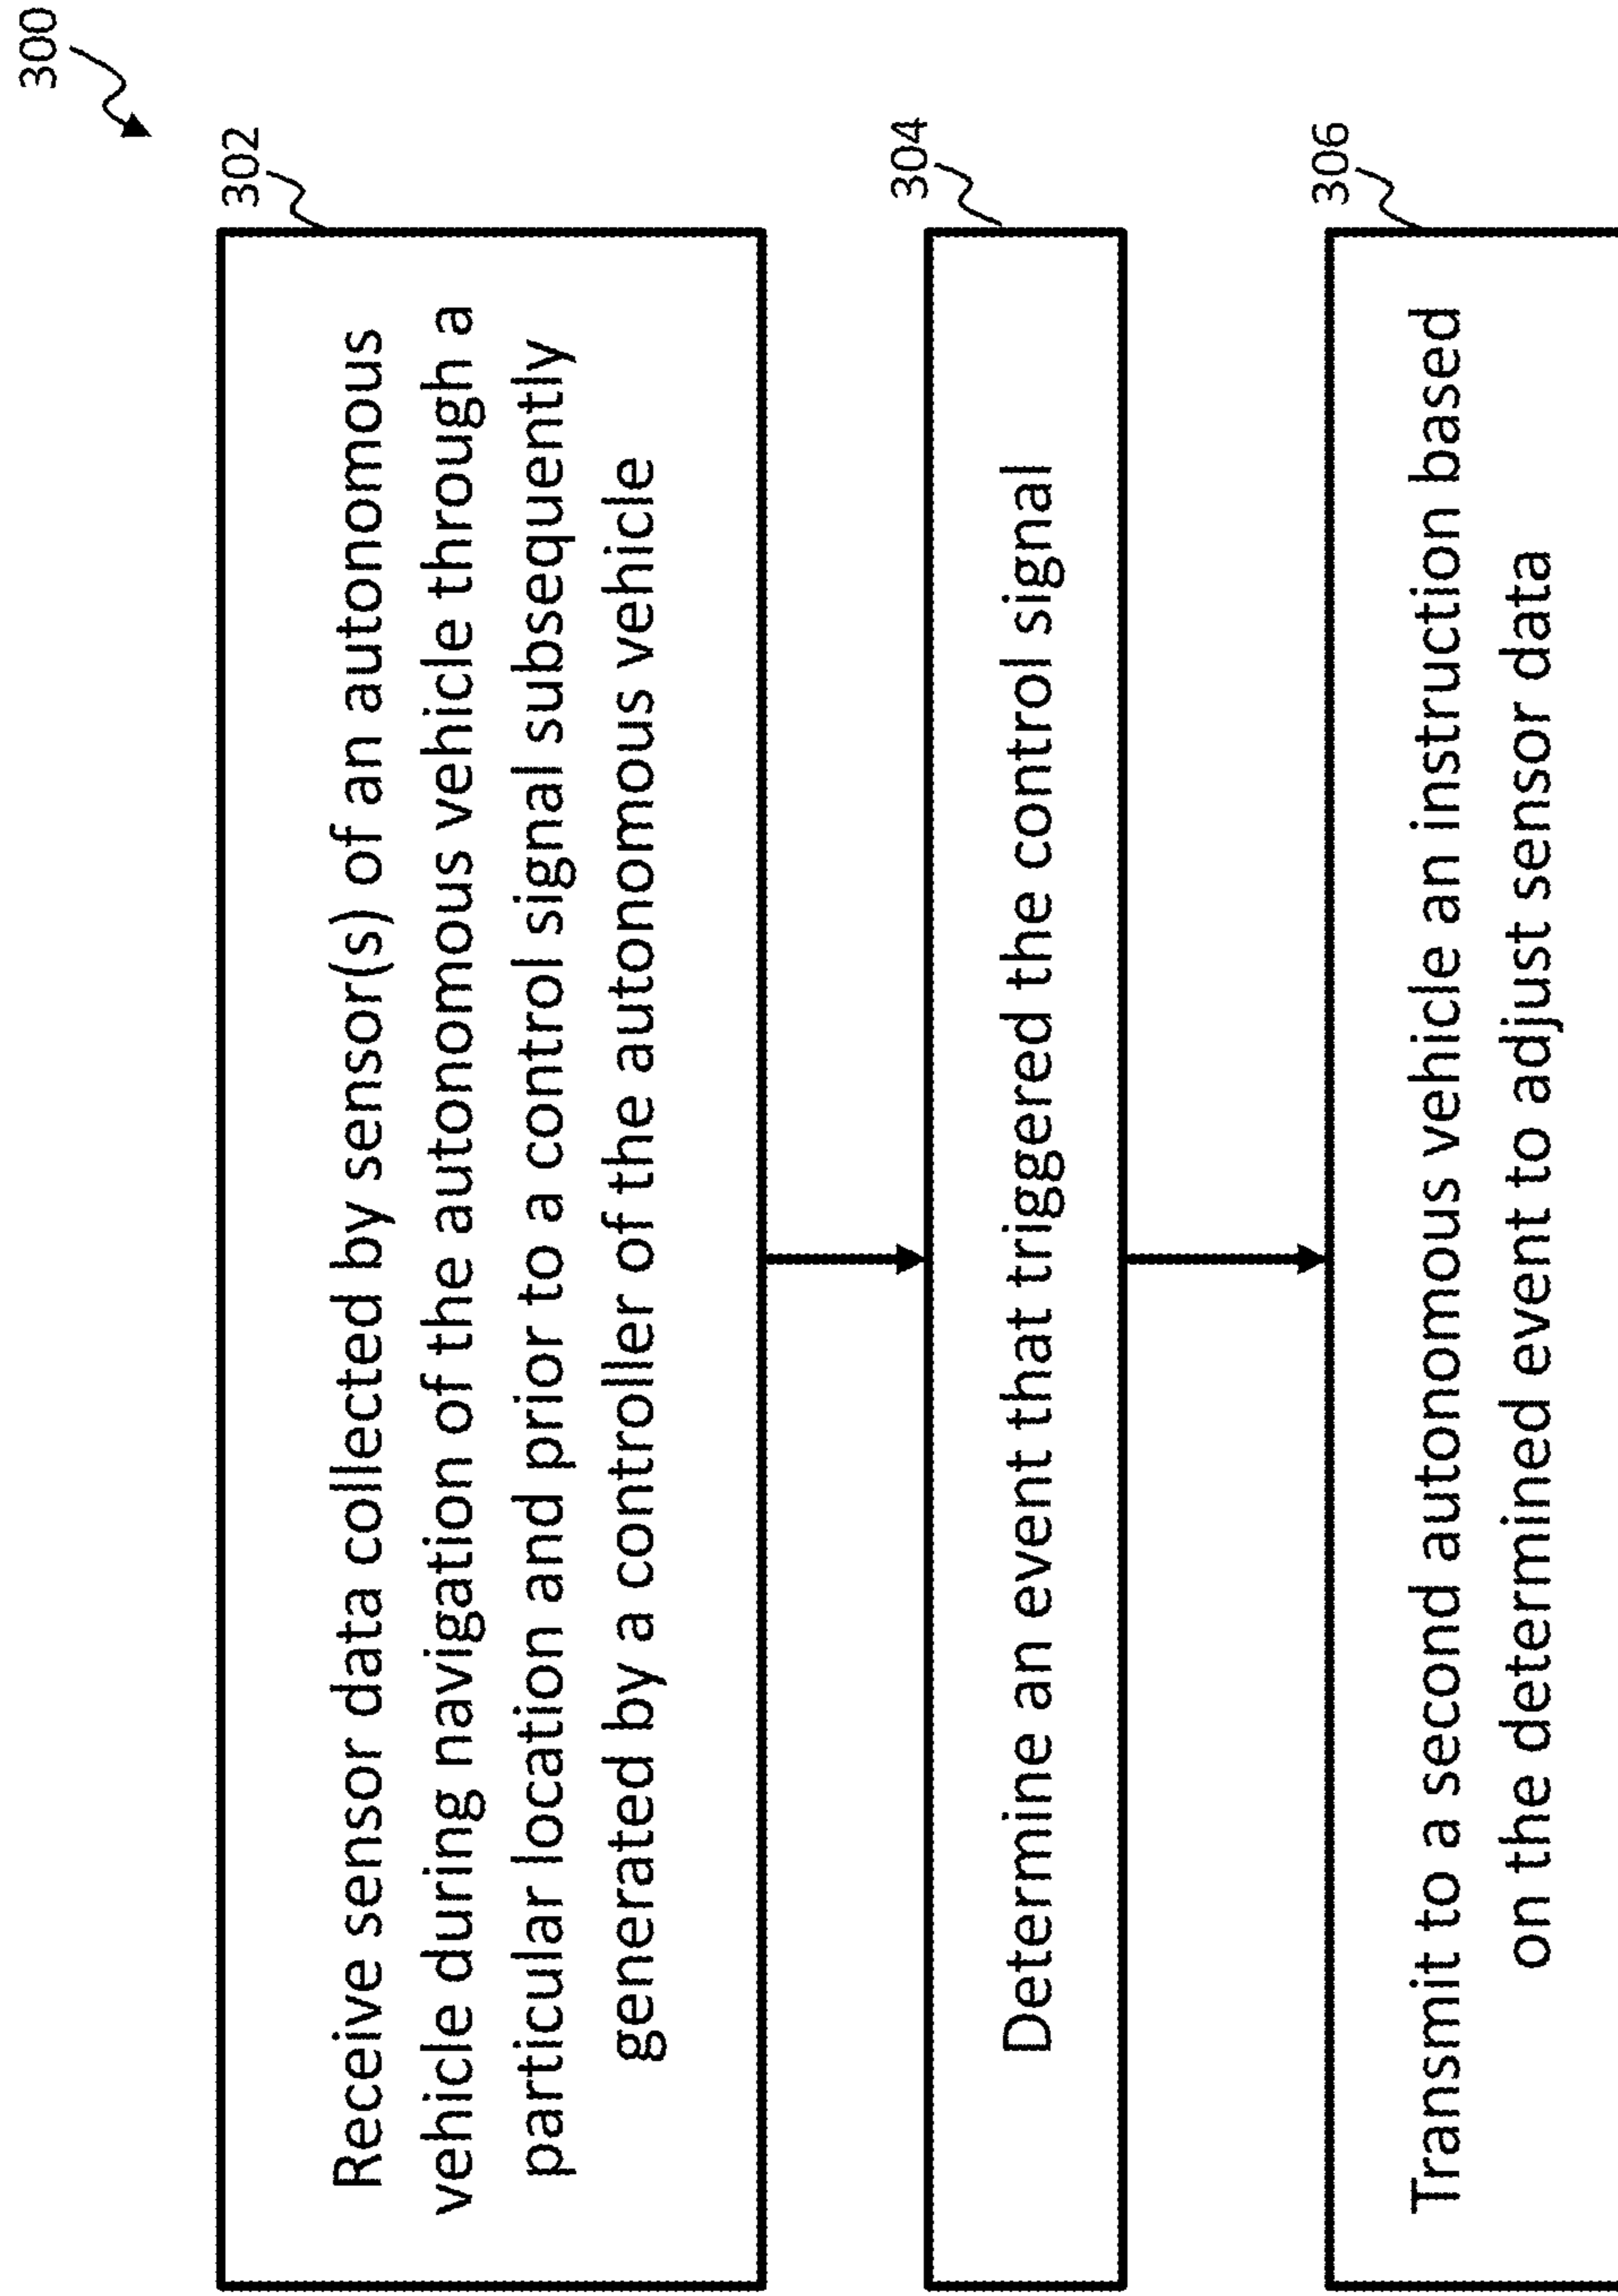 300
302
Receive sensor data collected by sensor(s) of an autonomous
vehicle during navigation of the autonomous vehicle through a
particular location and prior to a control signal subsequently
generated by a controller of the autonomous vehicle
304
Determine an event that triggered the control signal
306
Transmit to a second autonomous vehicle an instruction based
on the determined event to adjust sensor data